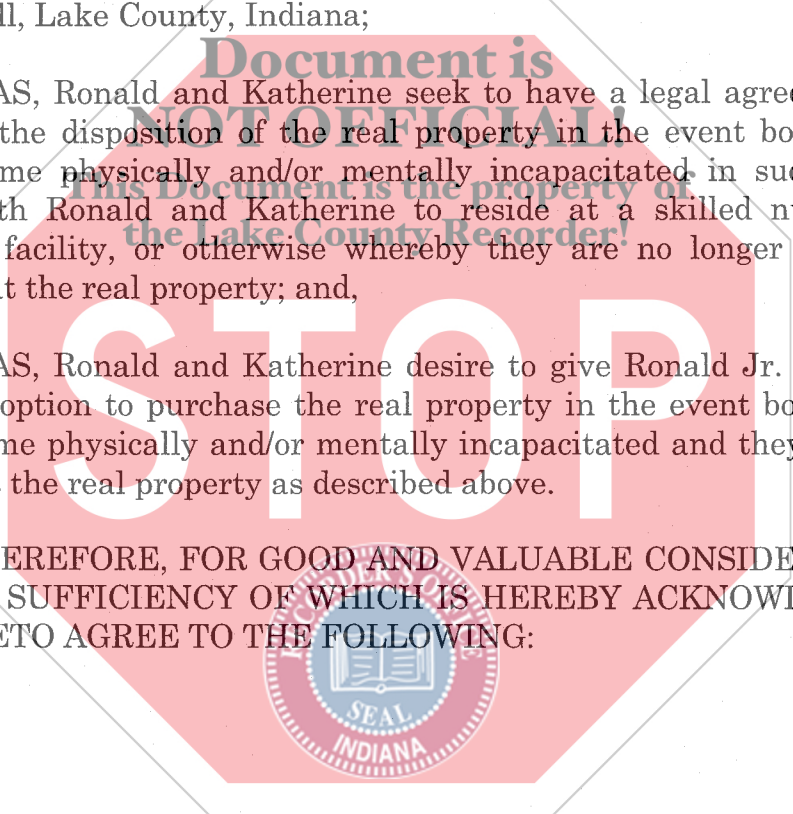 ll, Lake County, Indiana;
Document is
AS, Ronald and Katherine seek to have a legal agree
NOT OFFICIAL!
the disposition of the real property in the event bo
me physically and/or mentally incapacitated in suc
This Document is the property of
th Ronald and Katherine to reside at a skilled n
the Lake County Recorder!
facility, or otherwise whereby they are no longer
t the real property; and,
STOP
AS, Ronald and Katherine desire to give Ronald Jr.
option to purchase the real property in the event bo
me physically and/or mentally incapacitated and they
the real property as described above.
EREFORE, FOR GOOD AND VALUABLE CONSIDE
SUFFICIENCY OF WHICH IS HEREBY ACKNOWL
ETO AGREE TO THE FOLLOWING:
RECORDER'S OFFICE
SEAL
INDIANA